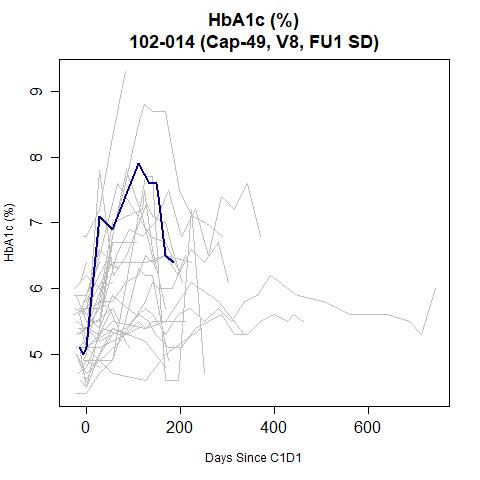 HbA1c (%)
102-014 (Cap-49, V8, FU1 SD)
HbA1c (%)
9
8
7
6
5
0 200 400 600
Days Since C1D1